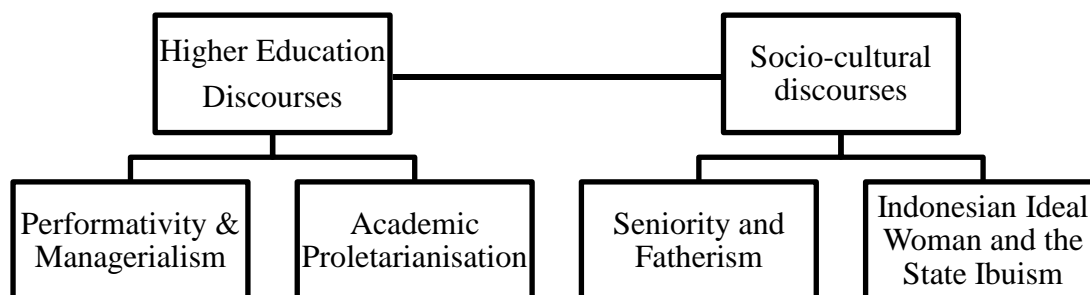 Higher Education
Discourses
Socio-cultural
discourses
Performativity &
Managerialism
Academic
Proletarianisation
Seniority and
Fatherism
Indonesian Ideal
Woman and the
State Ibuism